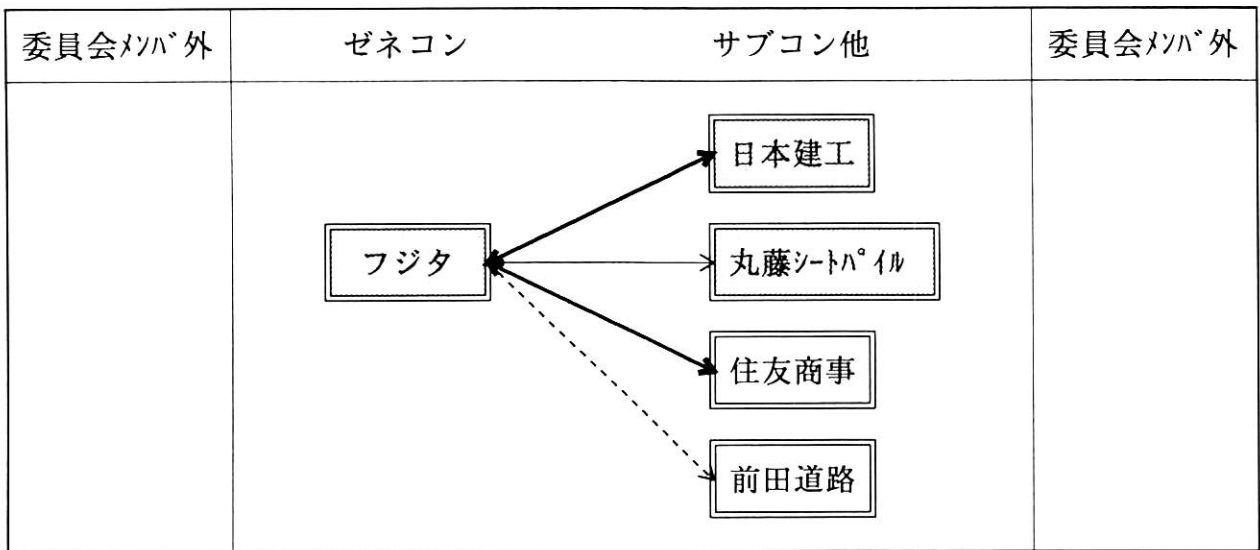 委員会ﾒﾝﾊﾞ外 ゼネコン サブコン他 委員会ﾒﾝﾊﾞ外
日本建工
フジタ 丸藤ｼｰﾄﾊﾟｲﾙ
住友商事
前田道路